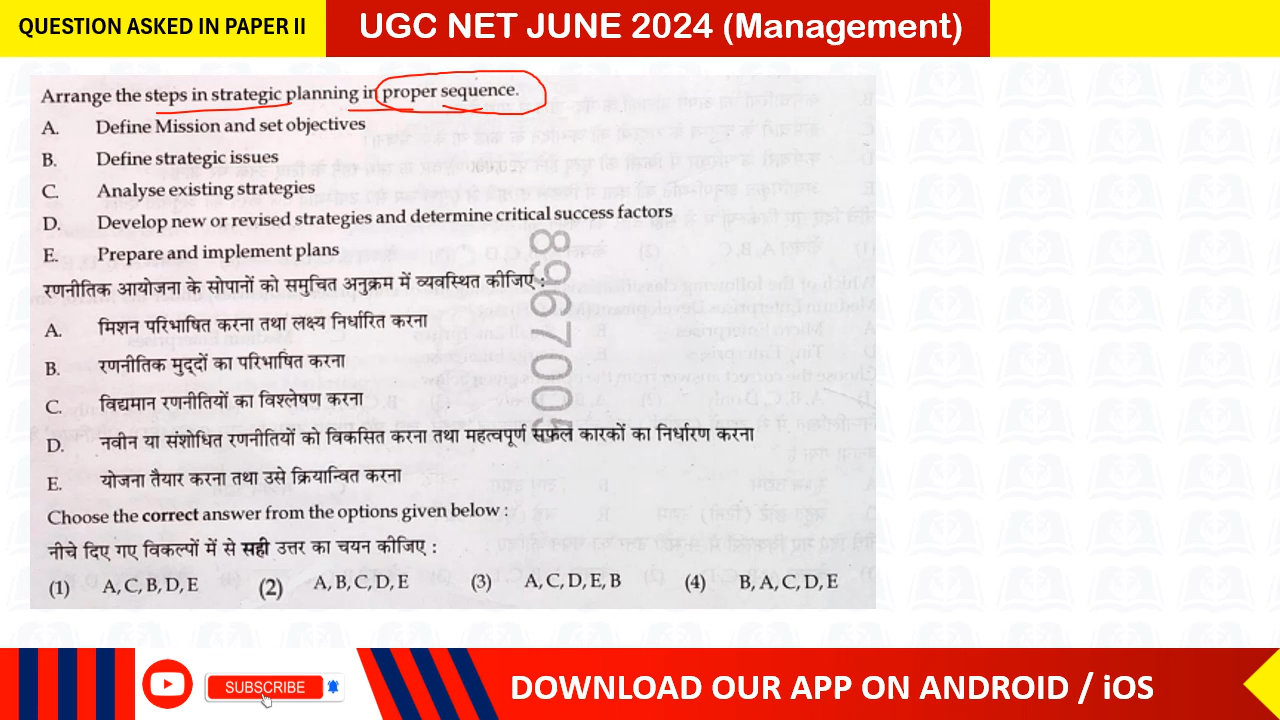 QUESTION ASKED IN PAPER II
UGC NET JUNE 2024 (Management)
Arrange the steps in strategic planning in proper sequence.
A. Define Mission and set objectives
B. Define strategic issues
C. Analyse existing strategies
D. Develop new or revised strategies and determine critical success factors
E. Prepare and implement plans
रणनीतिक आयोजना के सोपानों को समुचित अनुक्रम में व्यवस्थित कीजिए :
A. मिशन परिभाषित करना तथा लक्ष्य निर्धारित करना
B. रणनीतिक मुद्दों का परिभाषित करना
C. विद्यमान रणनीतियों का विश्लेषण करना
D. नवीन या संशोधित रणनीतियों को विकसित करना तथा महत्वपूर्ण सफल कारकों का निर्धारण करना
E. योजना तैयार करना तथा उसे क्रियान्वित करना
Choose the correct answer from the options given below :
नीचे दिए गए विकल्पों में से सही उत्तर का चयन कीजिए :
(1) A, C, B, D, E (2) A, B, C, D, E (3) A, C, D, E, B (4) B, A, C, D, E
SUBSCRIBE
DOWNLOAD OUR APP ON ANDROID / iOS